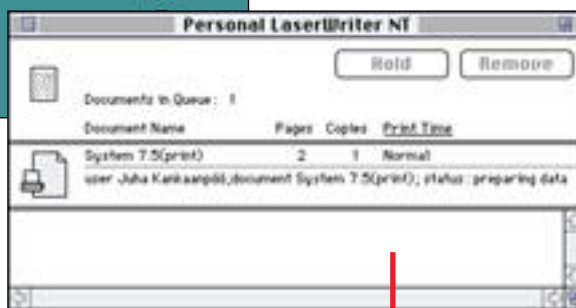 Personal LaserWriter NT
Hold Remove
Documents in Queue: 1
Document Name Pages Copies Print Time
System 7.5(print) 2 1 Normal
user Juha Kankaanpää;document System 7.5(print); status: preparing data